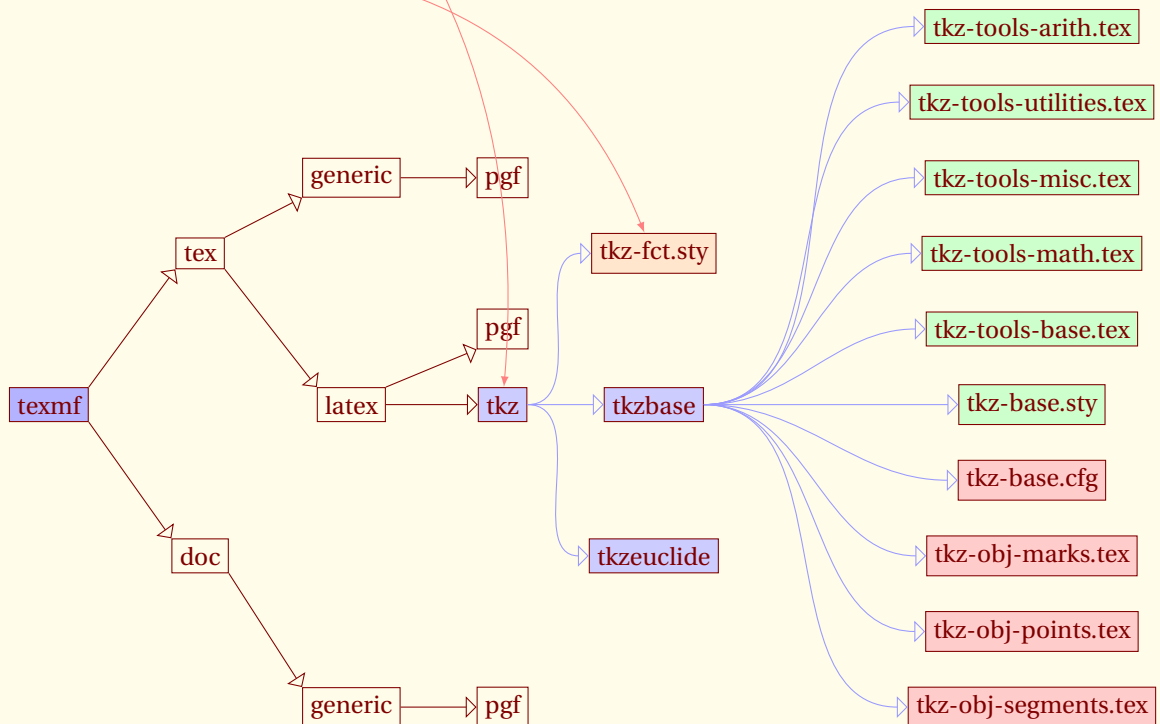 tkz-tools-arith.tex
tkz-tools-utilities.tex
generic
pgf
tkz-tools-misc.tex
tex
tkz-fct.sty
tkz-tools-math.tex
pgf
tkz-tools-base.tex
texmf
latex
tkz
tkzbase
tkz-base.sty
tkz-base.cfg
doc
tkzeuclide
tkz-obj-marks.tex
tkz-obj-points.tex
generic
pgf
tkz-obj-segments.tex